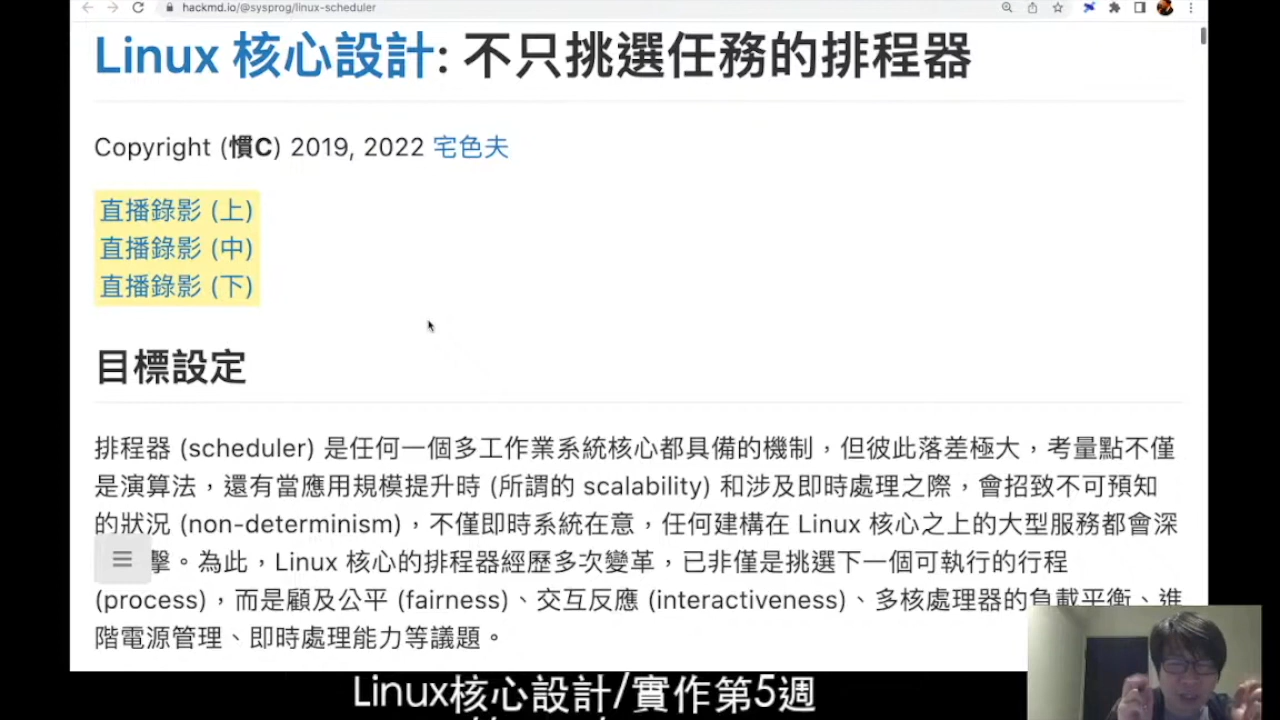 hackmd.io/@sysprog/linux-scheduler
Linux 核心設計: 不只挑選任務的排程器
Copyright (慣C) 2019, 2022 宅色夫
直播錄影 (上)
直播錄影 (中)
直播錄影 (下)
目標設定
排程器 (scheduler) 是任何一個多工作業系統核心都具備的機制，但彼此落差極大，考量點不僅
是演算法，還有當應用規模提升時 (所謂的 scalability) 和涉及即時處理之際，會招致不可預知
的狀況 (non-determinism)，不僅即時系統在意，任何建構在 Linux 核心之上的大型服務都會深
擊。為此，Linux 核心的排程器經歷多次變革，已非僅是挑選下一個可執行的行程
(process)，而是顧及公平 (fairness)、交互反應 (interactiveness)、多核處理器的負載平衡、進
階電源管理、即時處理能力等議題。
Linux核心設計/實作第5週